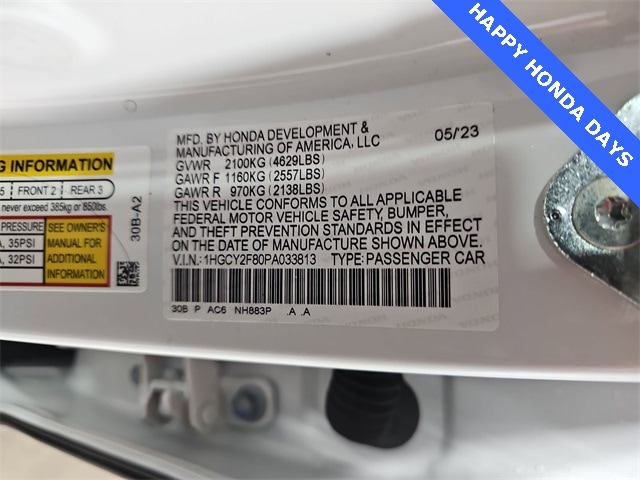 HAPPY HONDA DAYS
MFD. BY HONDA DEVELOPMENT & 05/'23
MANUFACTURING OF AMERICA, LLC
GVWR 2100KG (4629LBS)
GAWR F 1160KG (2557LBS)
GAWR R 970KG (2138LBS)
THIS VEHICLE CONFORMS TO ALL APPLICABLE
FEDERAL MOTOR VEHICLE SAFETY, BUMPER,
AND THEFT PREVENTION STANDARDS IN EFFECT
ON THE DATE OF MANUFACTURE SHOWN ABOVE.
V.I.N.: 1HGCY2F80PA033813 TYPE: PASSENGER CAR
30B P AC6 NH883P .A .A
INFORMATION
FRONT 2 REAR 3
never exceed 385kg or 850lbs.
PRESSURE
35PSI
32PSI
SEE OWNER'S
MANUAL FOR
ADDITIONAL
INFORMATION
30B-A2